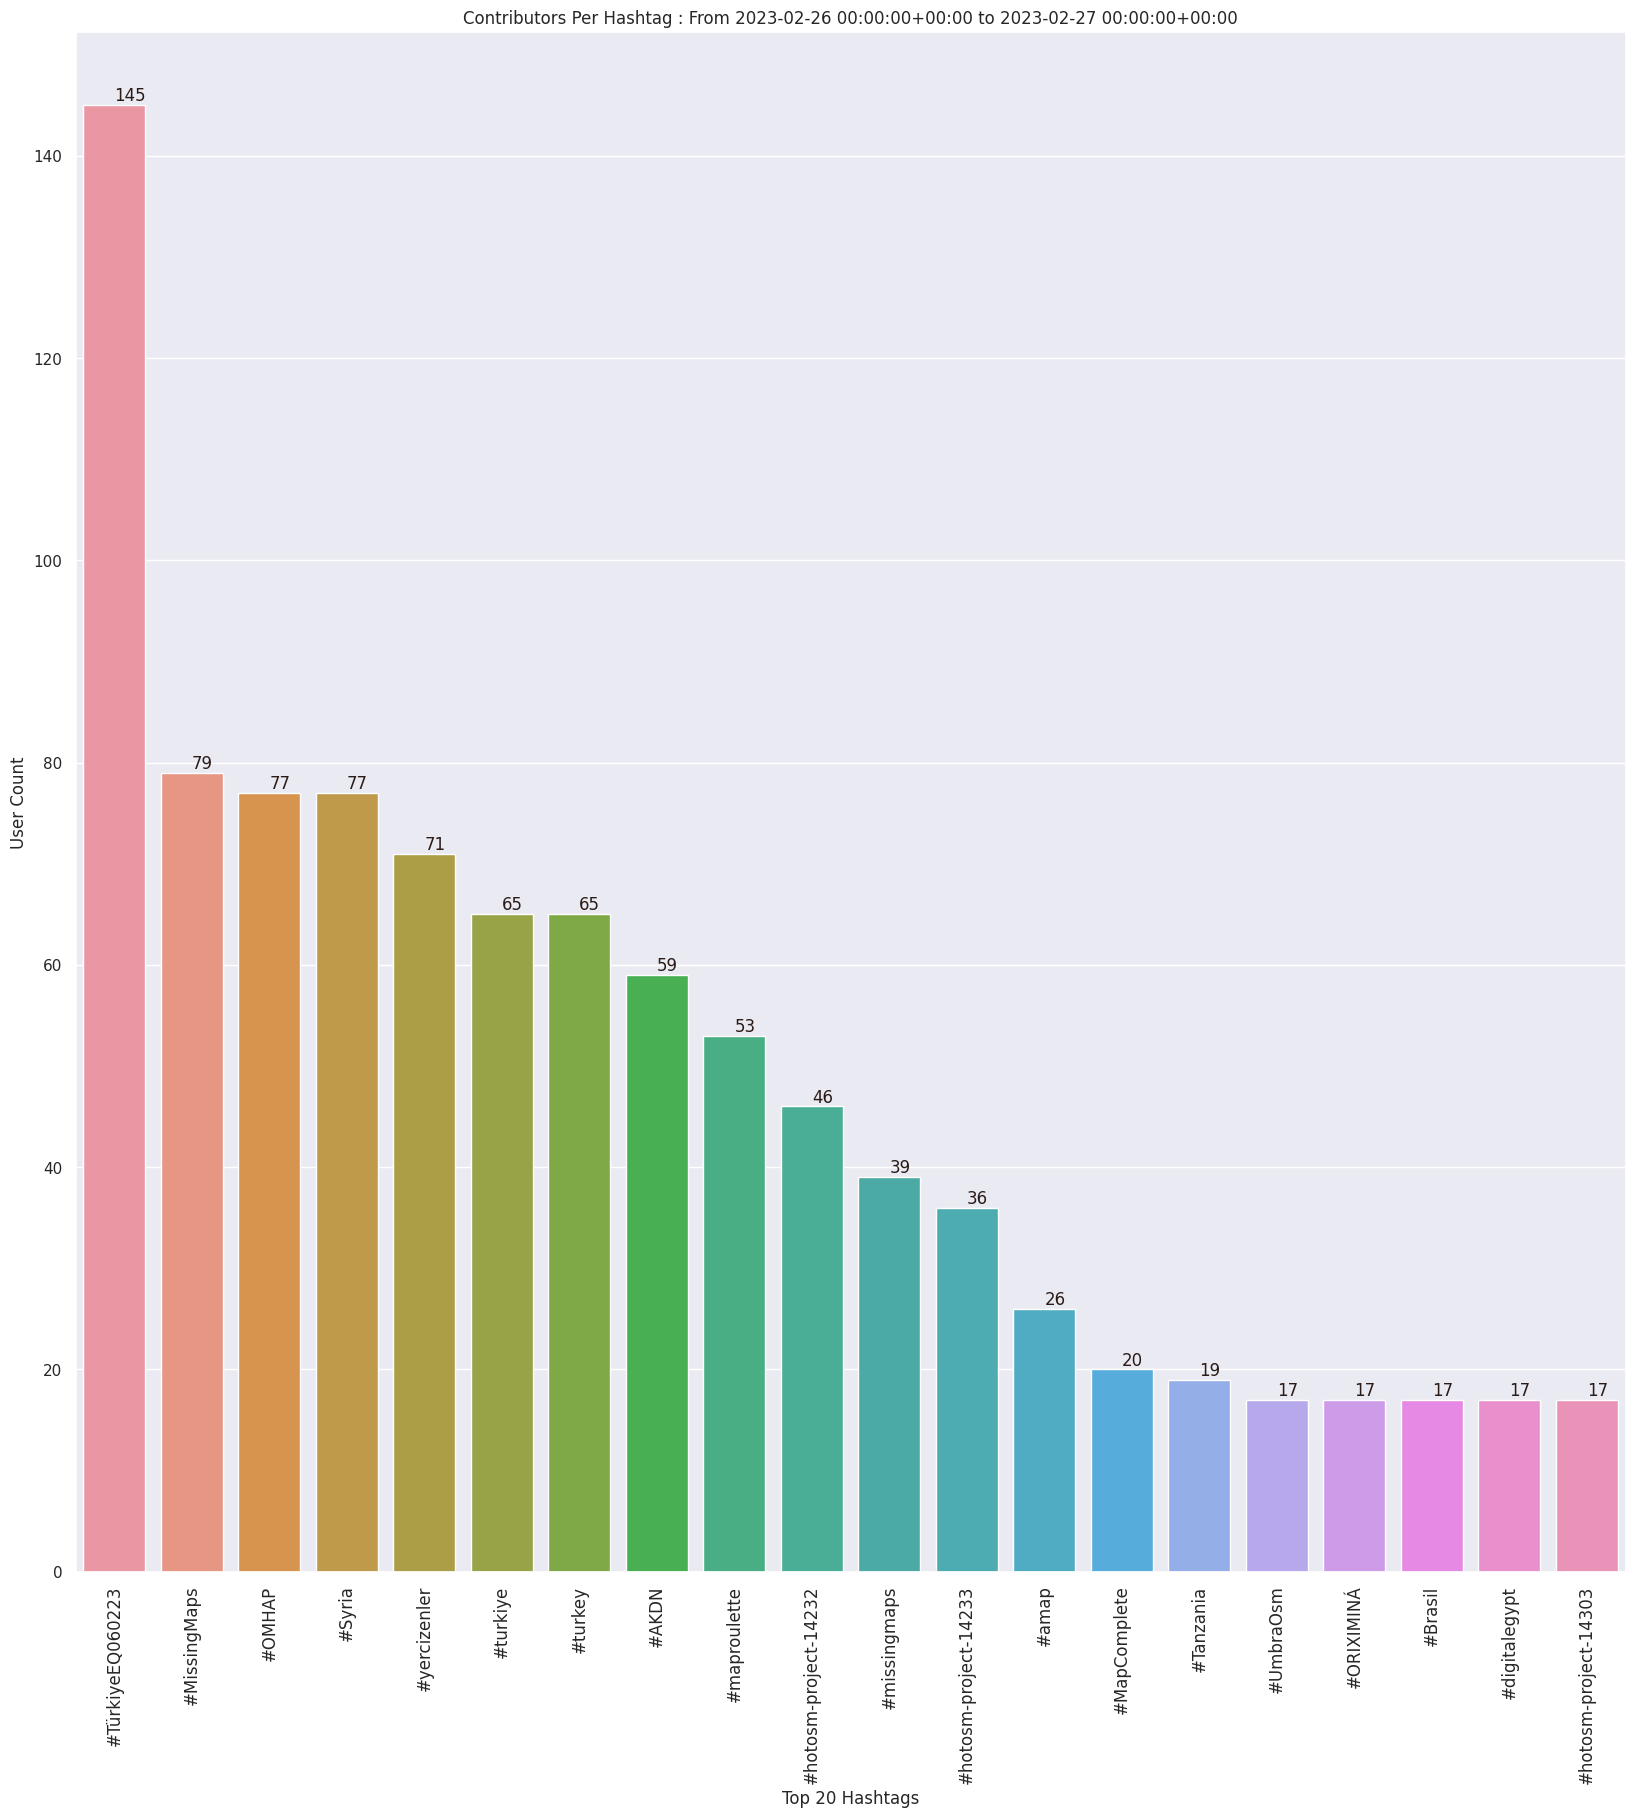 Contributors Per Hashtag : From 2023-02-26 00:00:00+00:00 to 2023-02-27 00:00:00+00:00
145
140
120
100
80
79
77
77
71
65
65
60
59
53
46
40
39
36
26
20
20
19
17
17
17
17
17
0
User Count
#TürkiyeEQ060223
#MissingMaps
#OMHAP
#Syria
#yercizenler
#turkiye
#turkey
#AKDN
#maproulette
#hotosm-project-14232
#missingmaps
#hotosm-project-14233
#amap
#MapComplete
#Tanzania
#UmbraOsm
#ORIXIMINÁ
#Brasil
#digitalegypt
#hotosm-project-14303
Top 20 Hashtags